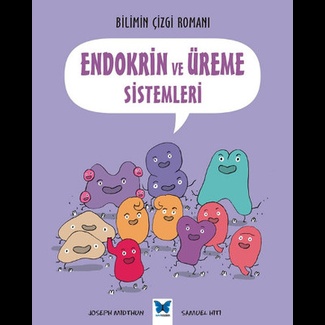 BİLİMİN ÇİZGİ ROMANI
ENDOKRİN VE ÜREME
SİSTEMLERİ
JOSEPH MIDTHUN
SAMUEL HITI